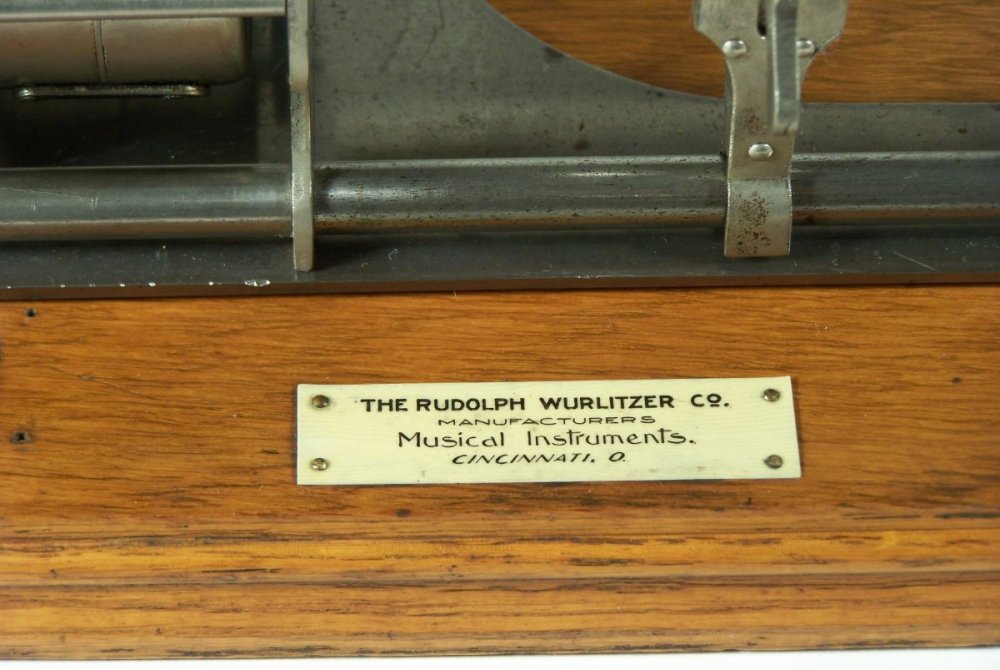 THE RUDOLPH WURLITZER CO.
MANUFACTURERS
Musical Instruments.
CINCINNATI. O.